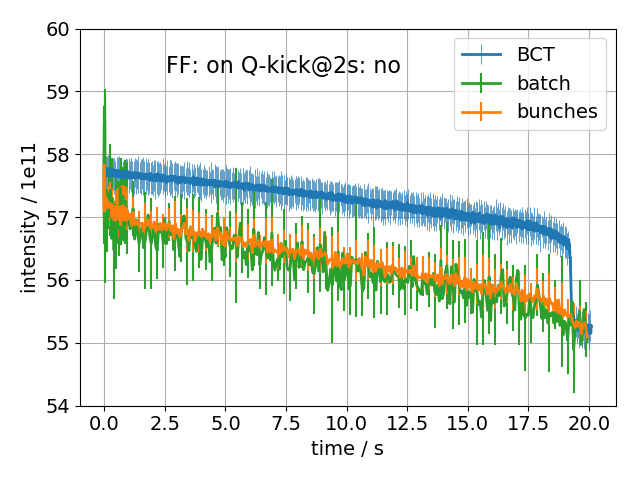 FF: on Q-kick@2s: no
BCT
batch
bunches
60
59
58
57
56
55
54
intensity / 1e11
0.0 2.5 5.0 7.5 10.0 12.5 15.0 17.5 20.0
time / s